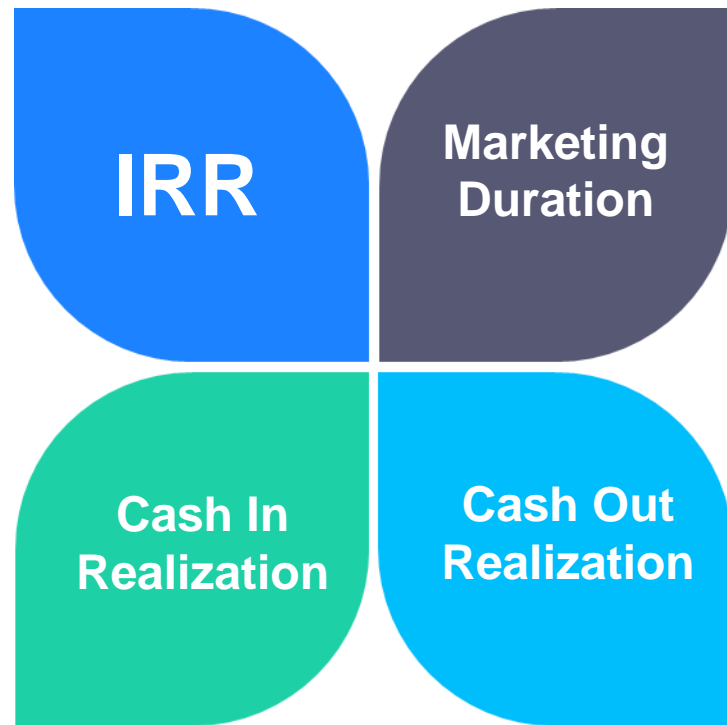 IRR
Marketing
Duration
Cash In
Realization
Cash Out
Realization